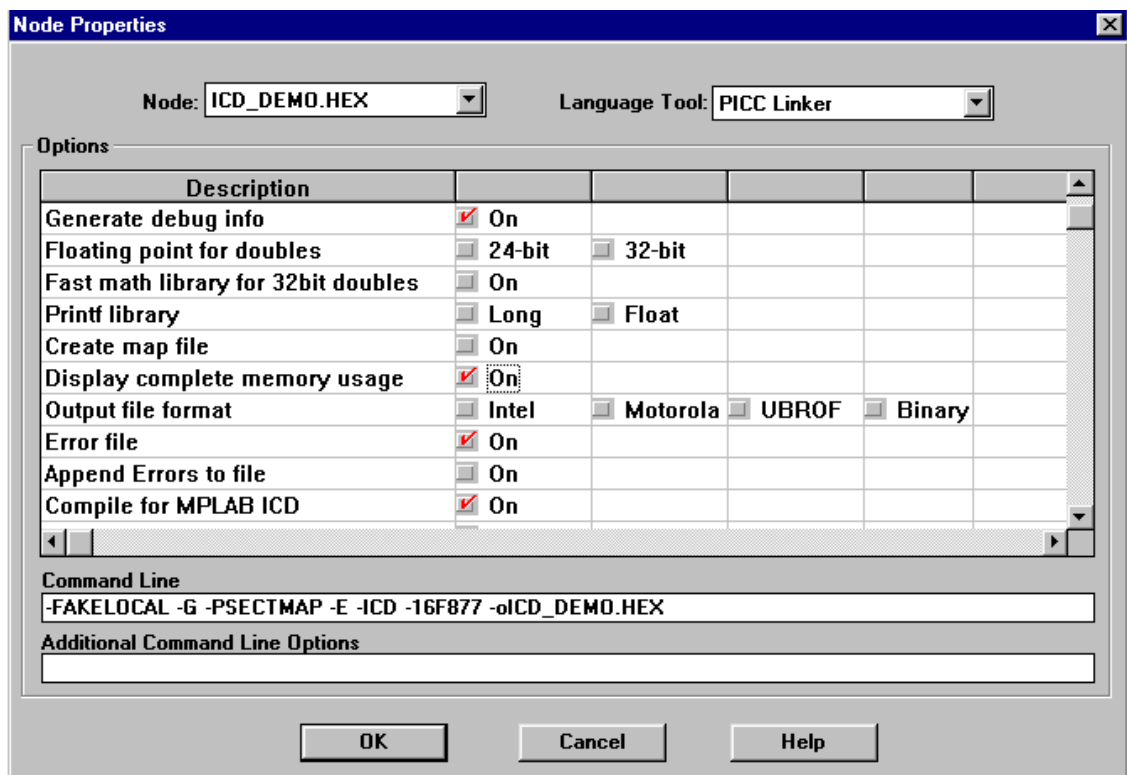 Node Properties
Node: ICD_DEMO.HEX Language Tool: PICC Linker
Options
Description
Generate debug info On
Floating point for doubles 24-bit 32-bit
Fast math library for 32bit doubles On
Printf library Long Float
Create map file On
Display complete memory usage On
Output file format Intel Motorola UBROF Binary
Error file On
Append Errors to file On
Compile for MPLAB ICD On
Command Line
-FAKELOCAL -G -PSECTMAP -E -ICD -16F877 -oICD_DEMO.HEX
Additional Command Line Options
OK Cancel Help